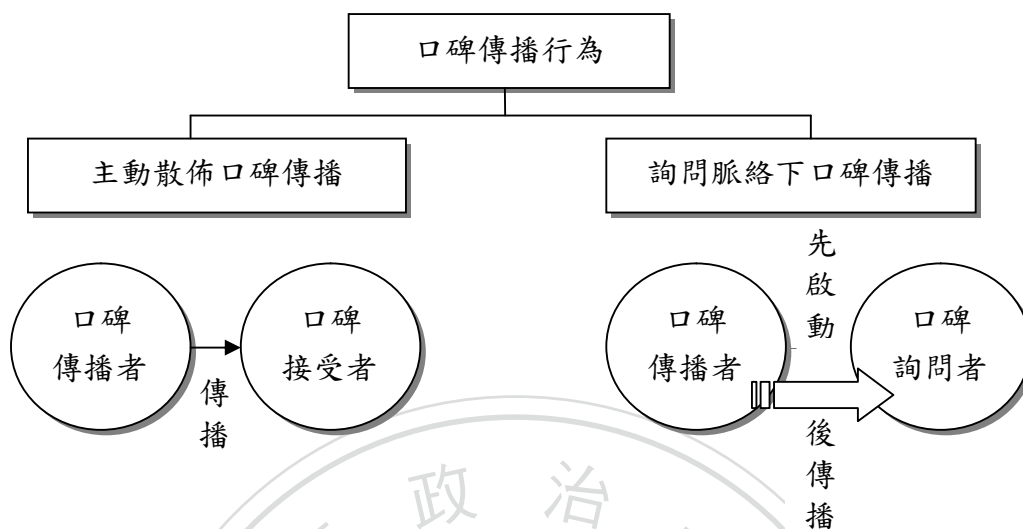 口碑傳播行為
主動散佈口碑傳播
詢問脈絡下口碑傳播
口碑
傳播者
傳播
口碑
接受者
口碑
傳播者
先啟動
後傳播
口碑
詢問者
政治